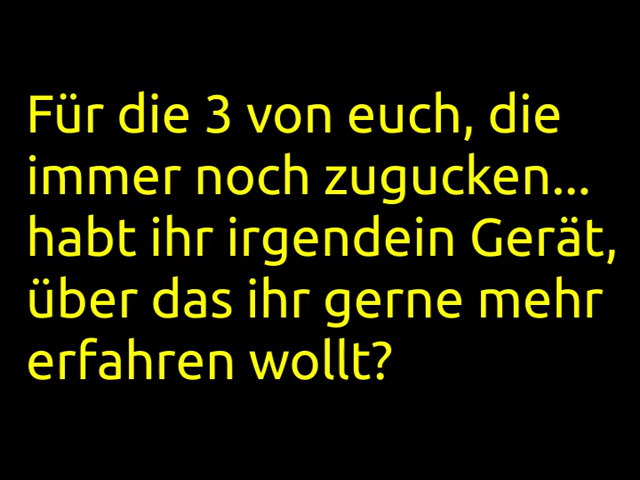 Für die 3 von euch, die
immer noch zugucken...
habt ihr irgendein Gerät,
über das ihr gerne mehr
erfahren wollt?